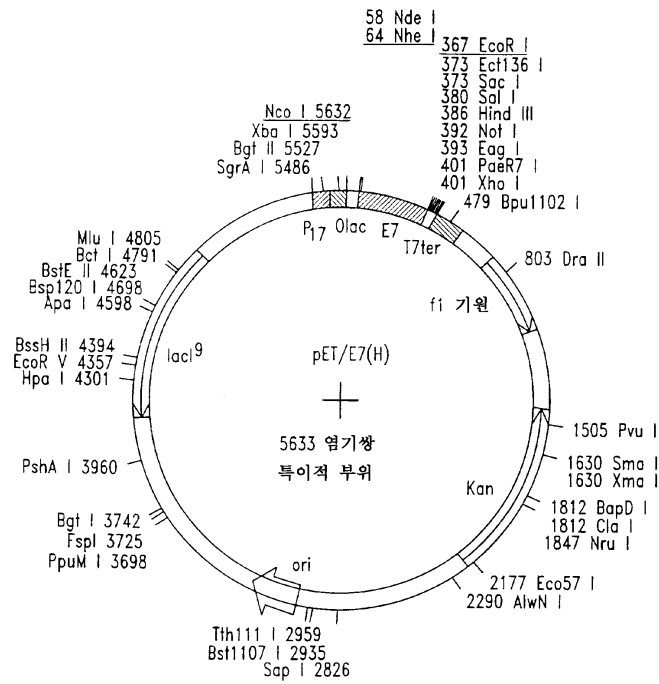 58 Nde I
64 Nhe I
367 EcoR I
373 Ect136 I
373 Sac I
380 Sal I
386 Hind III
392 Not I
393 Eag I
401 PaeR7 I
401 Xho I
479 Bpu1102 I
Nco I 5632
Xba I 5593
Bgt II 5527
SgrA I 5486
P17 Olac E7 T7ter
803 Dra II
f1 기원
Mlu I 4805
Bct I 4791
BstE II 4623
Bsp120 I 4698
Apa I 4598
BssH II 4394
EcoR V 4357
Hpa I 4301
lacI9
pET/E7(H)
5633 염기쌍
특이적 부위
1505 Pvu I
1630 Sma I
1630 Xma I
1812 BapD I
1812 Cla I
1847 Nru I
Kan
2177 Eco57 I
2290 AlwN I
PshA I 3960
Bgt I 3742
FspI 3725
PpuM I 3698
ori
Tth111 I 2959
Bst1107 I 2935
Sap I 2826